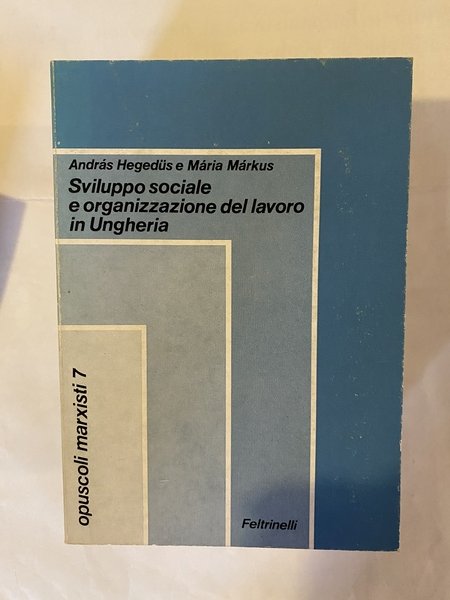 András Hegedüs e Mária Márkus
Sviluppo sociale
e organizzazione del lavoro
in Ungheria
opuscoli marxisti 7
Feltrinelli